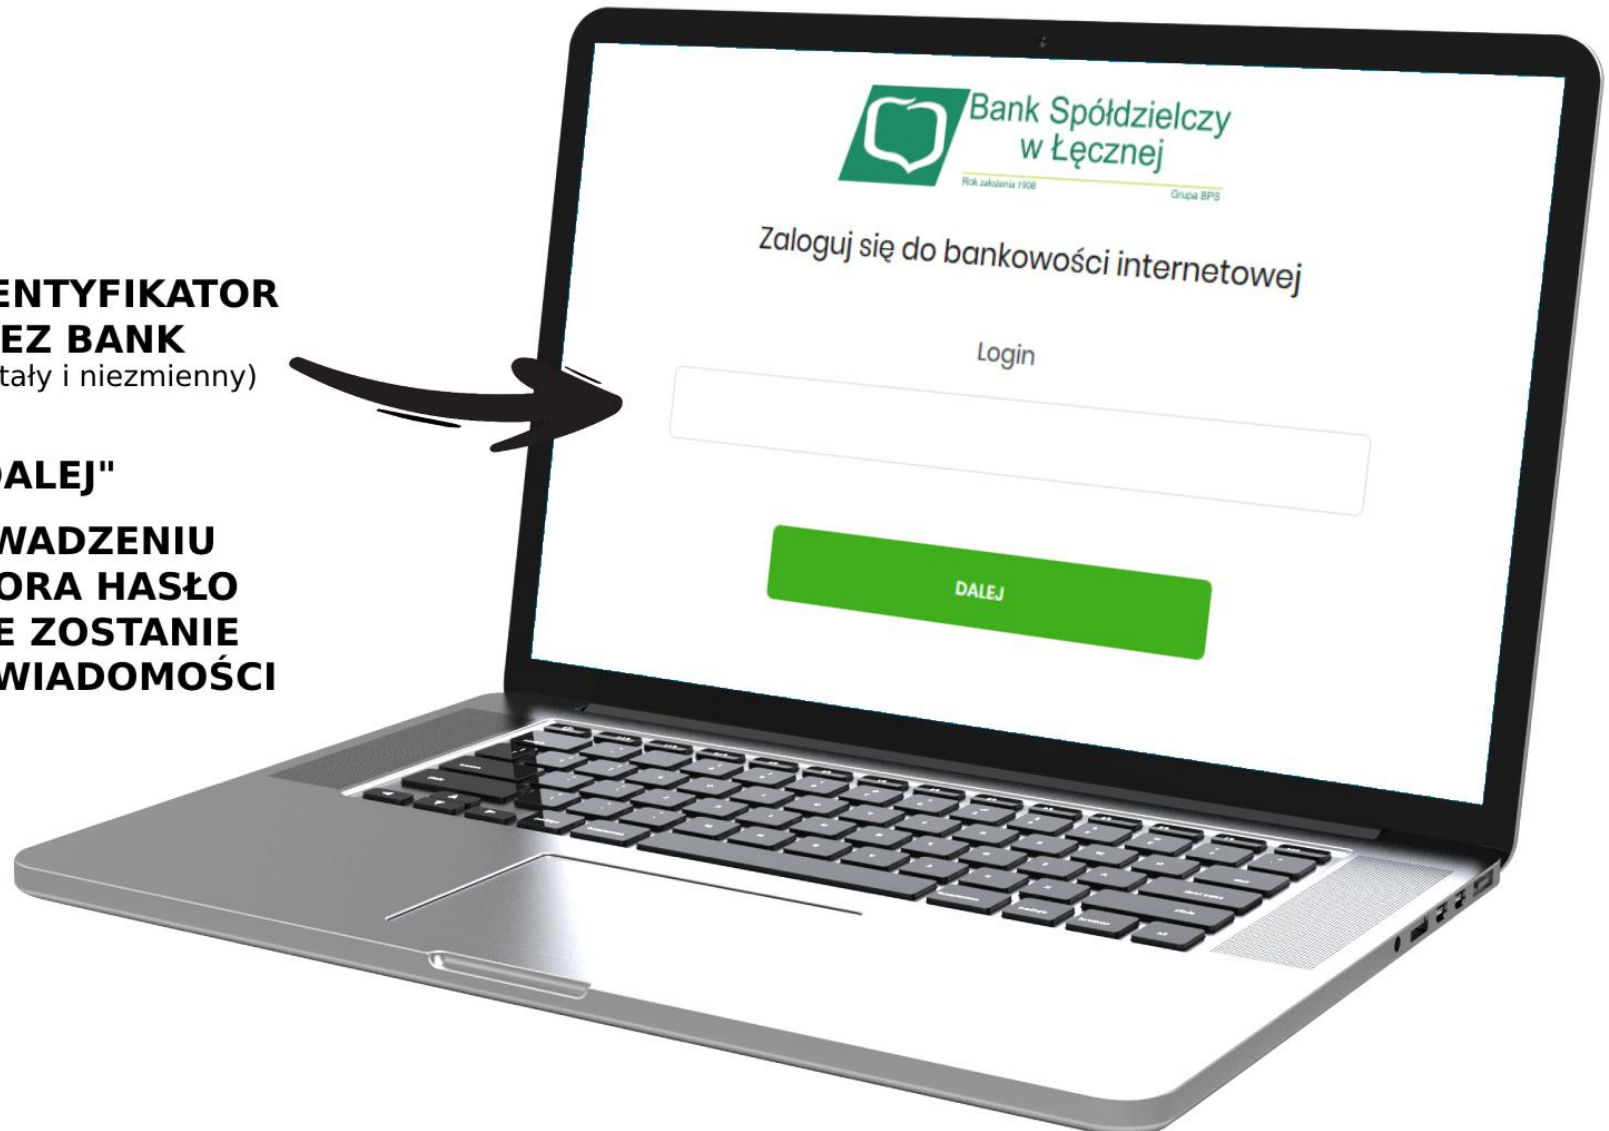 ENTYFIKATOR
EZ BANK
tały i niezmienny)
DALEJ"
WADZENIU
ORA HASŁO
E ZOSTANIE
WIADOMOŚCI
Bank Spółdzielczy
w Łęcznej
Rok założenia 1908
Grupa BPS
Zaloguj się do bankowości internetowej
Login
DALEJ